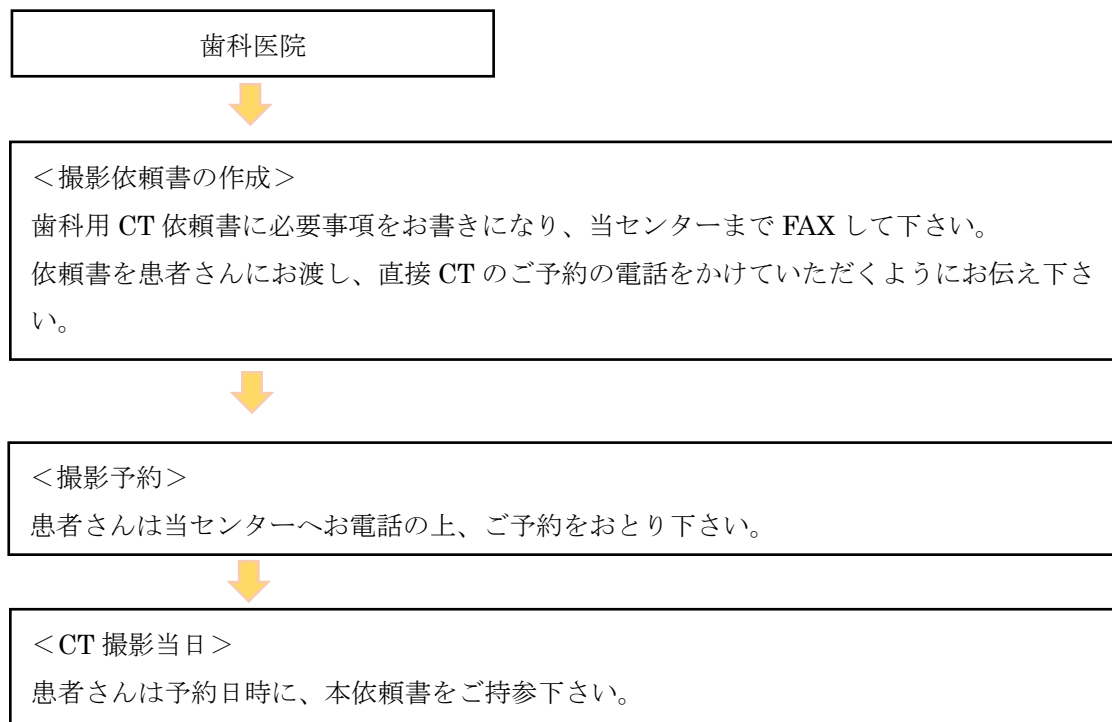 歯科医院
＜撮影依頼書の作成＞
歯科用 CT 依頼書に必要事項をお書きになり、当センターまで FAX して下さい。
依頼書を患者さんにお渡し、直接 CT のご予約の電話をかけていただくようにお伝え下さ
い。
＜撮影予約＞
患者さんは当センターへお電話の上、ご予約をおとり下さい。
＜CT 撮影当日＞
患者さんは予約日時に、本依頼書をご持参下さい。